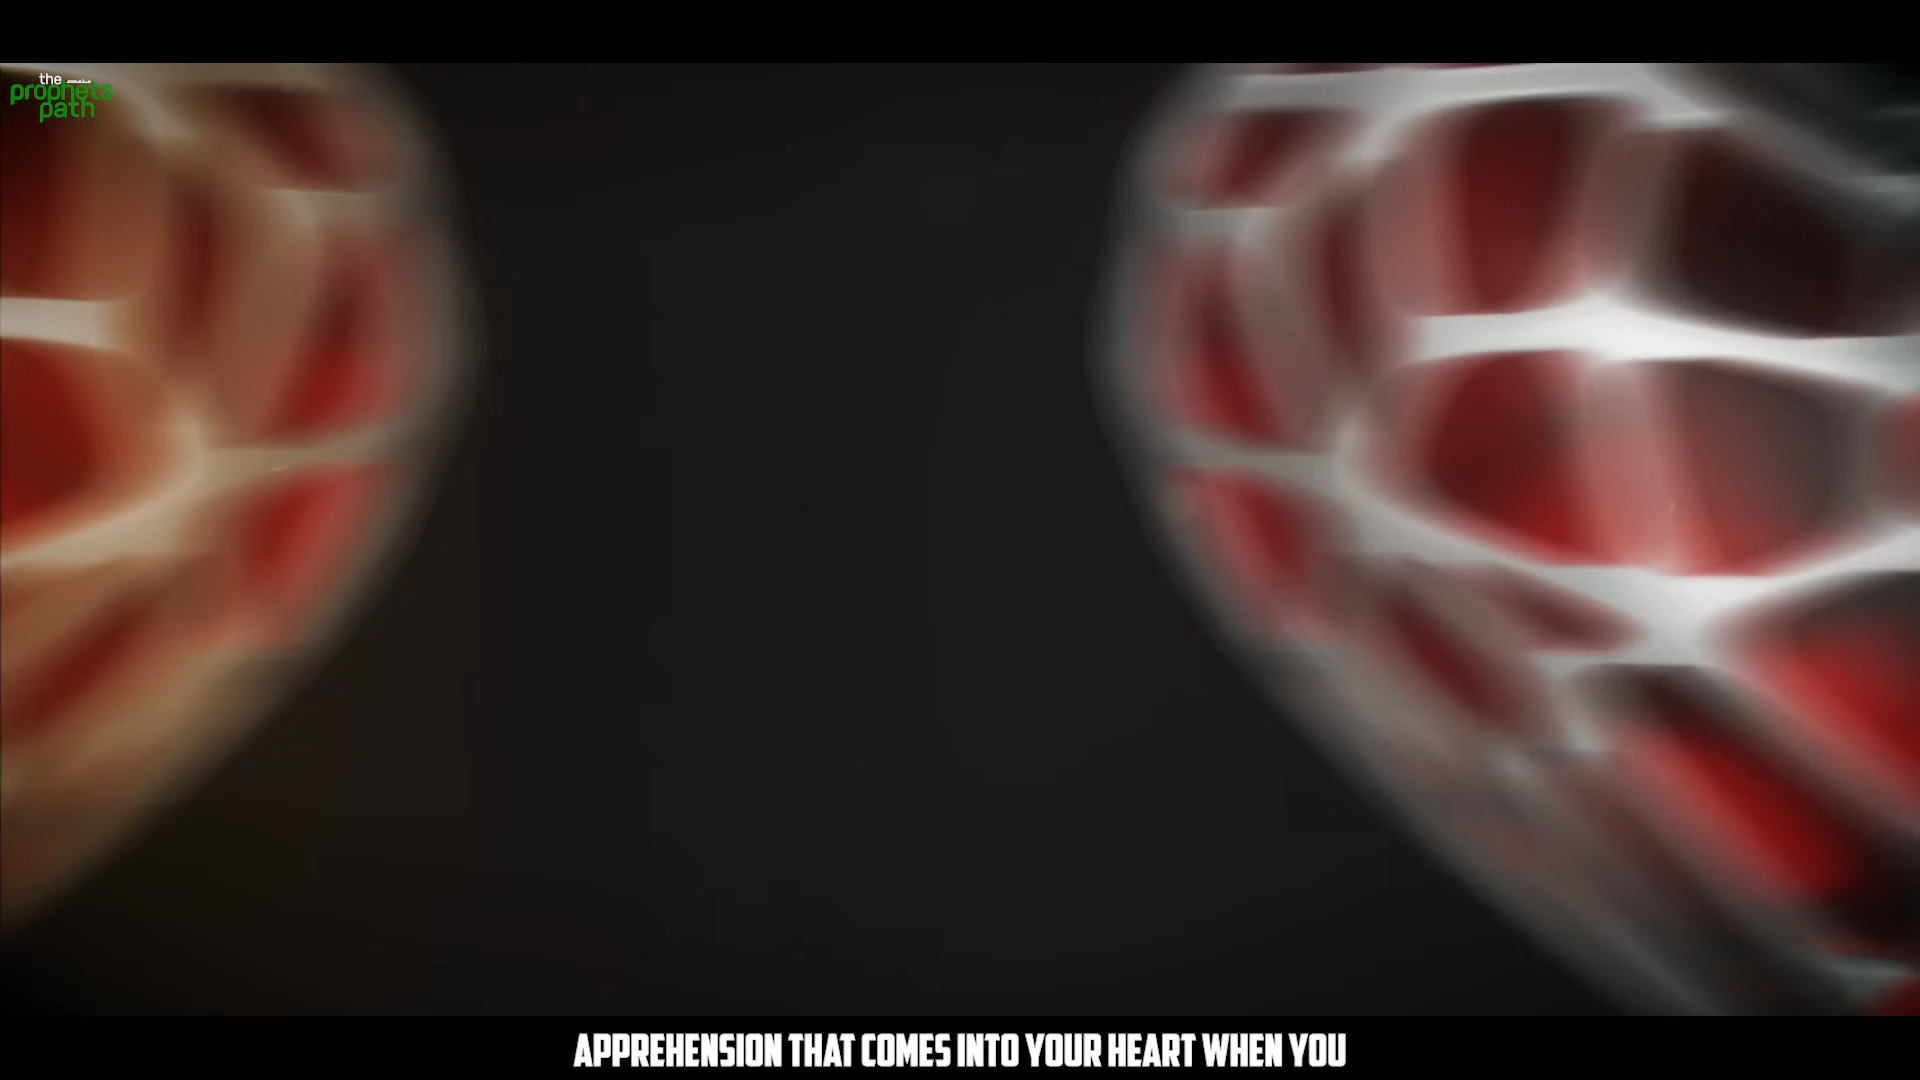 the
prophets
path
APPREHENSION THAT COMES INTO YOUR HEART WHEN YOU